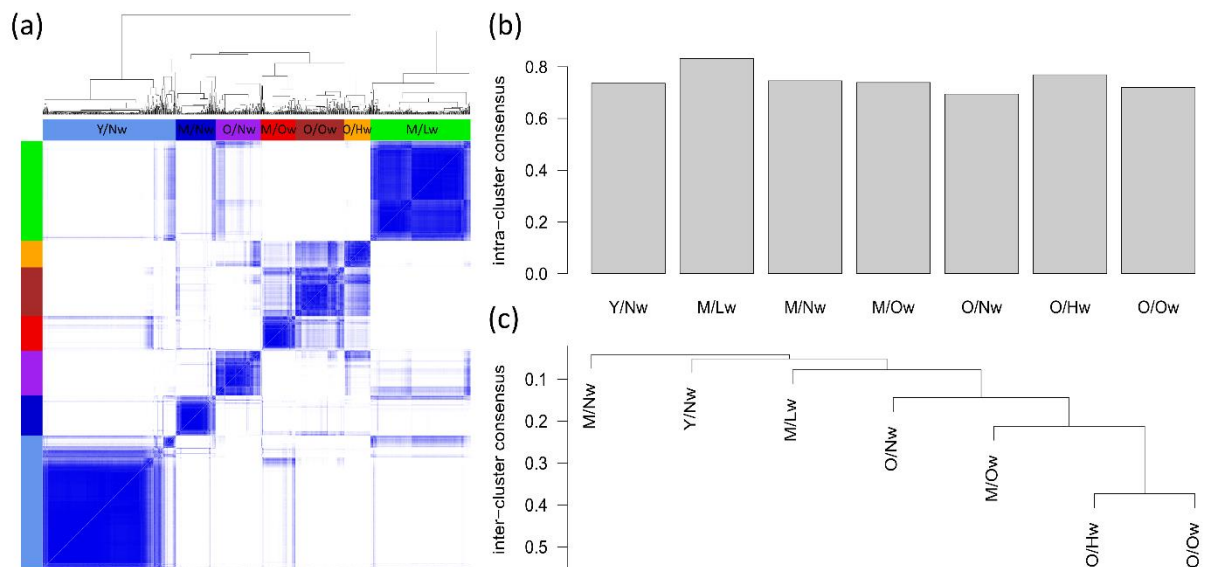 (a)
Y/Nw M/Nw O/Nw M/Ow O/Ow O/Hw M/Lw
(b)
intra−cluster consensus
0.8
0.6
0.4
0.2
0.0
Y/Nw M/Lw M/Nw M/Ow O/Nw O/Hw O/Ow
(c)
inter−cluster consensus
0.1
0.2
0.3
0.4
0.5
M/Nw
Y/Nw
M/Lw
O/Nw
M/Ow
O/Hw
O/Ow